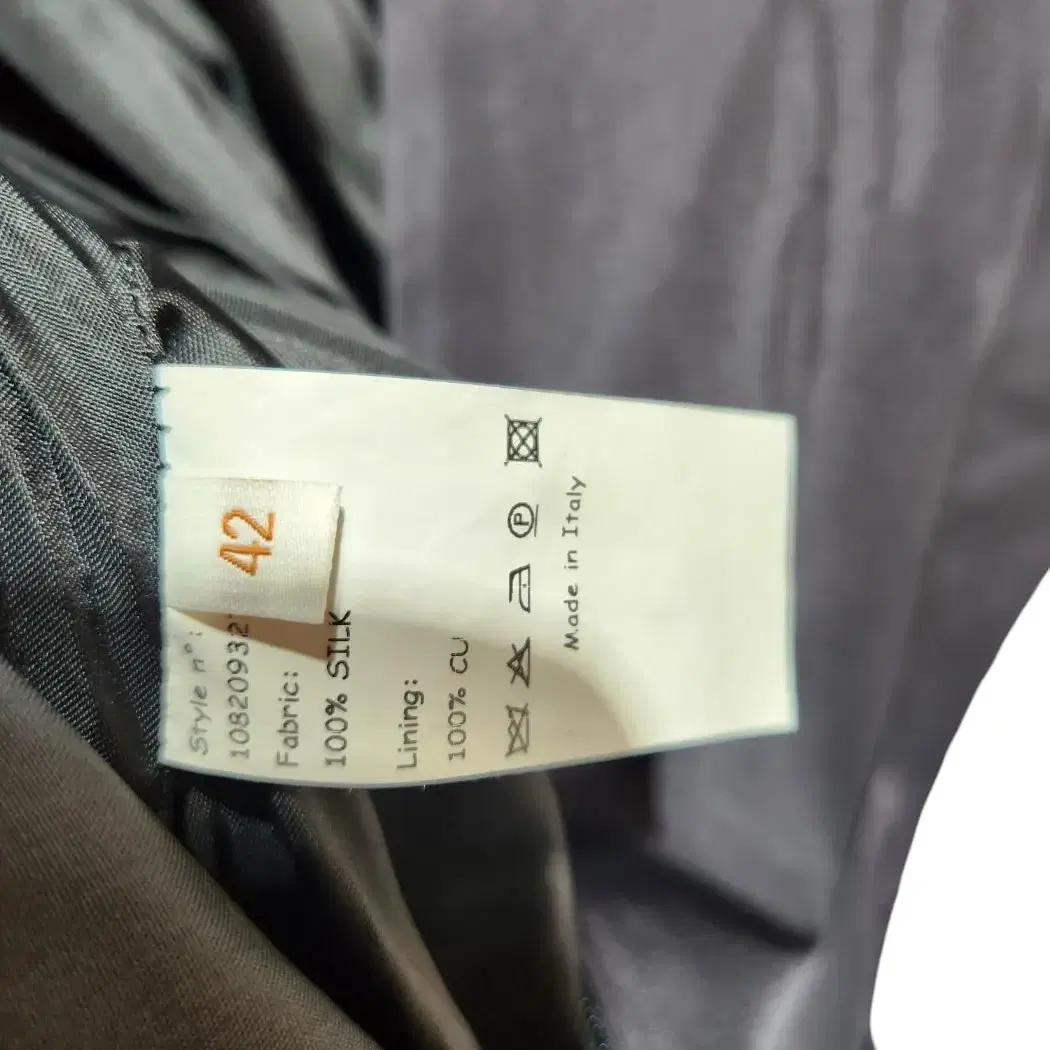 42
Style n°:
10820932
Fabric:
100% SILK
Lining:
100% CU
P
Made in Italy